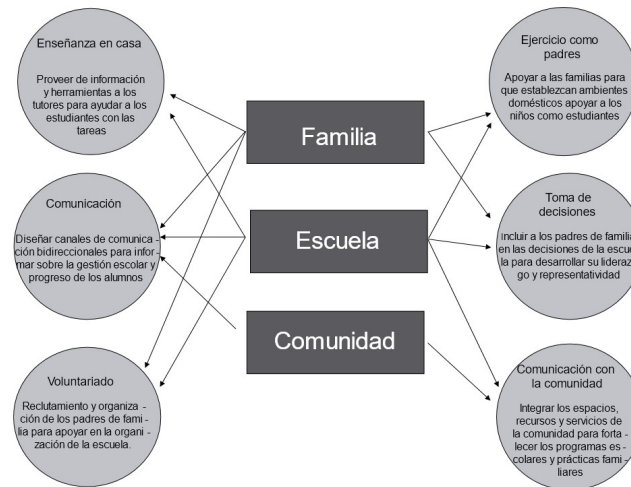 Enseñanza en casa
Proveer de información
y herramientas a los
tutores para ayudar a los
estudiantes con las
tareas
Comunicación
Diseñar canales de comunica -
ción bidireccionales para infor-
mar sobre la gestión escolar y
progreso de los alumnos
Voluntariado
Reclutamiento y organiza -
ción de los padres de fami -
lia para apoyar en la organi -
zación de la escuela.
Familia
Escuela
Comunidad
Ejercicio como
padres
Apoyar a las familias para
que establezcan ambientes
domésticos apoyar a los
niños como estudiantes
Toma de
decisiones
Incluir a los padres de familia
en las decisiones de la escue
la para desarrollar su lideraz
go y representatividad
Comunicación con
la comunidad
Integrar los espacios,
recursos y servicios de
la comunidad para forta -
lecer los programas es -
colares y prácticas fami -
liares